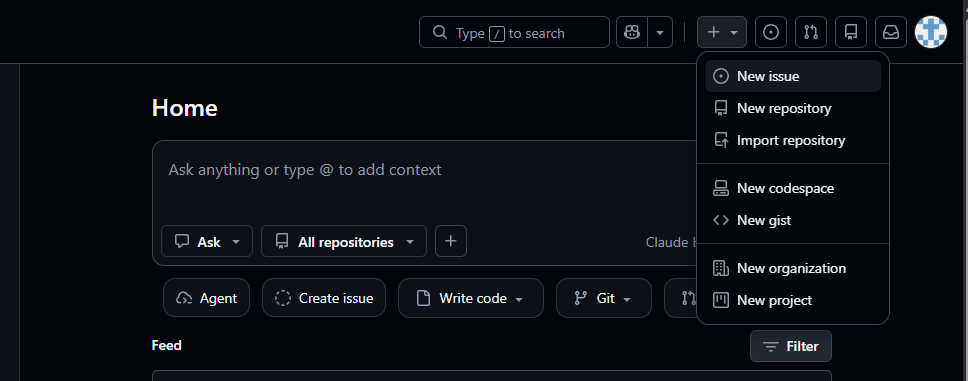 Type / to search
New issue
New repository
Import repository
New codespace
New gist
New organization
New project
Home
Ask anything or type @ to add context
Ask
All repositories
Claude
Agent
Create issue
Write code
Git
Feed
Filter